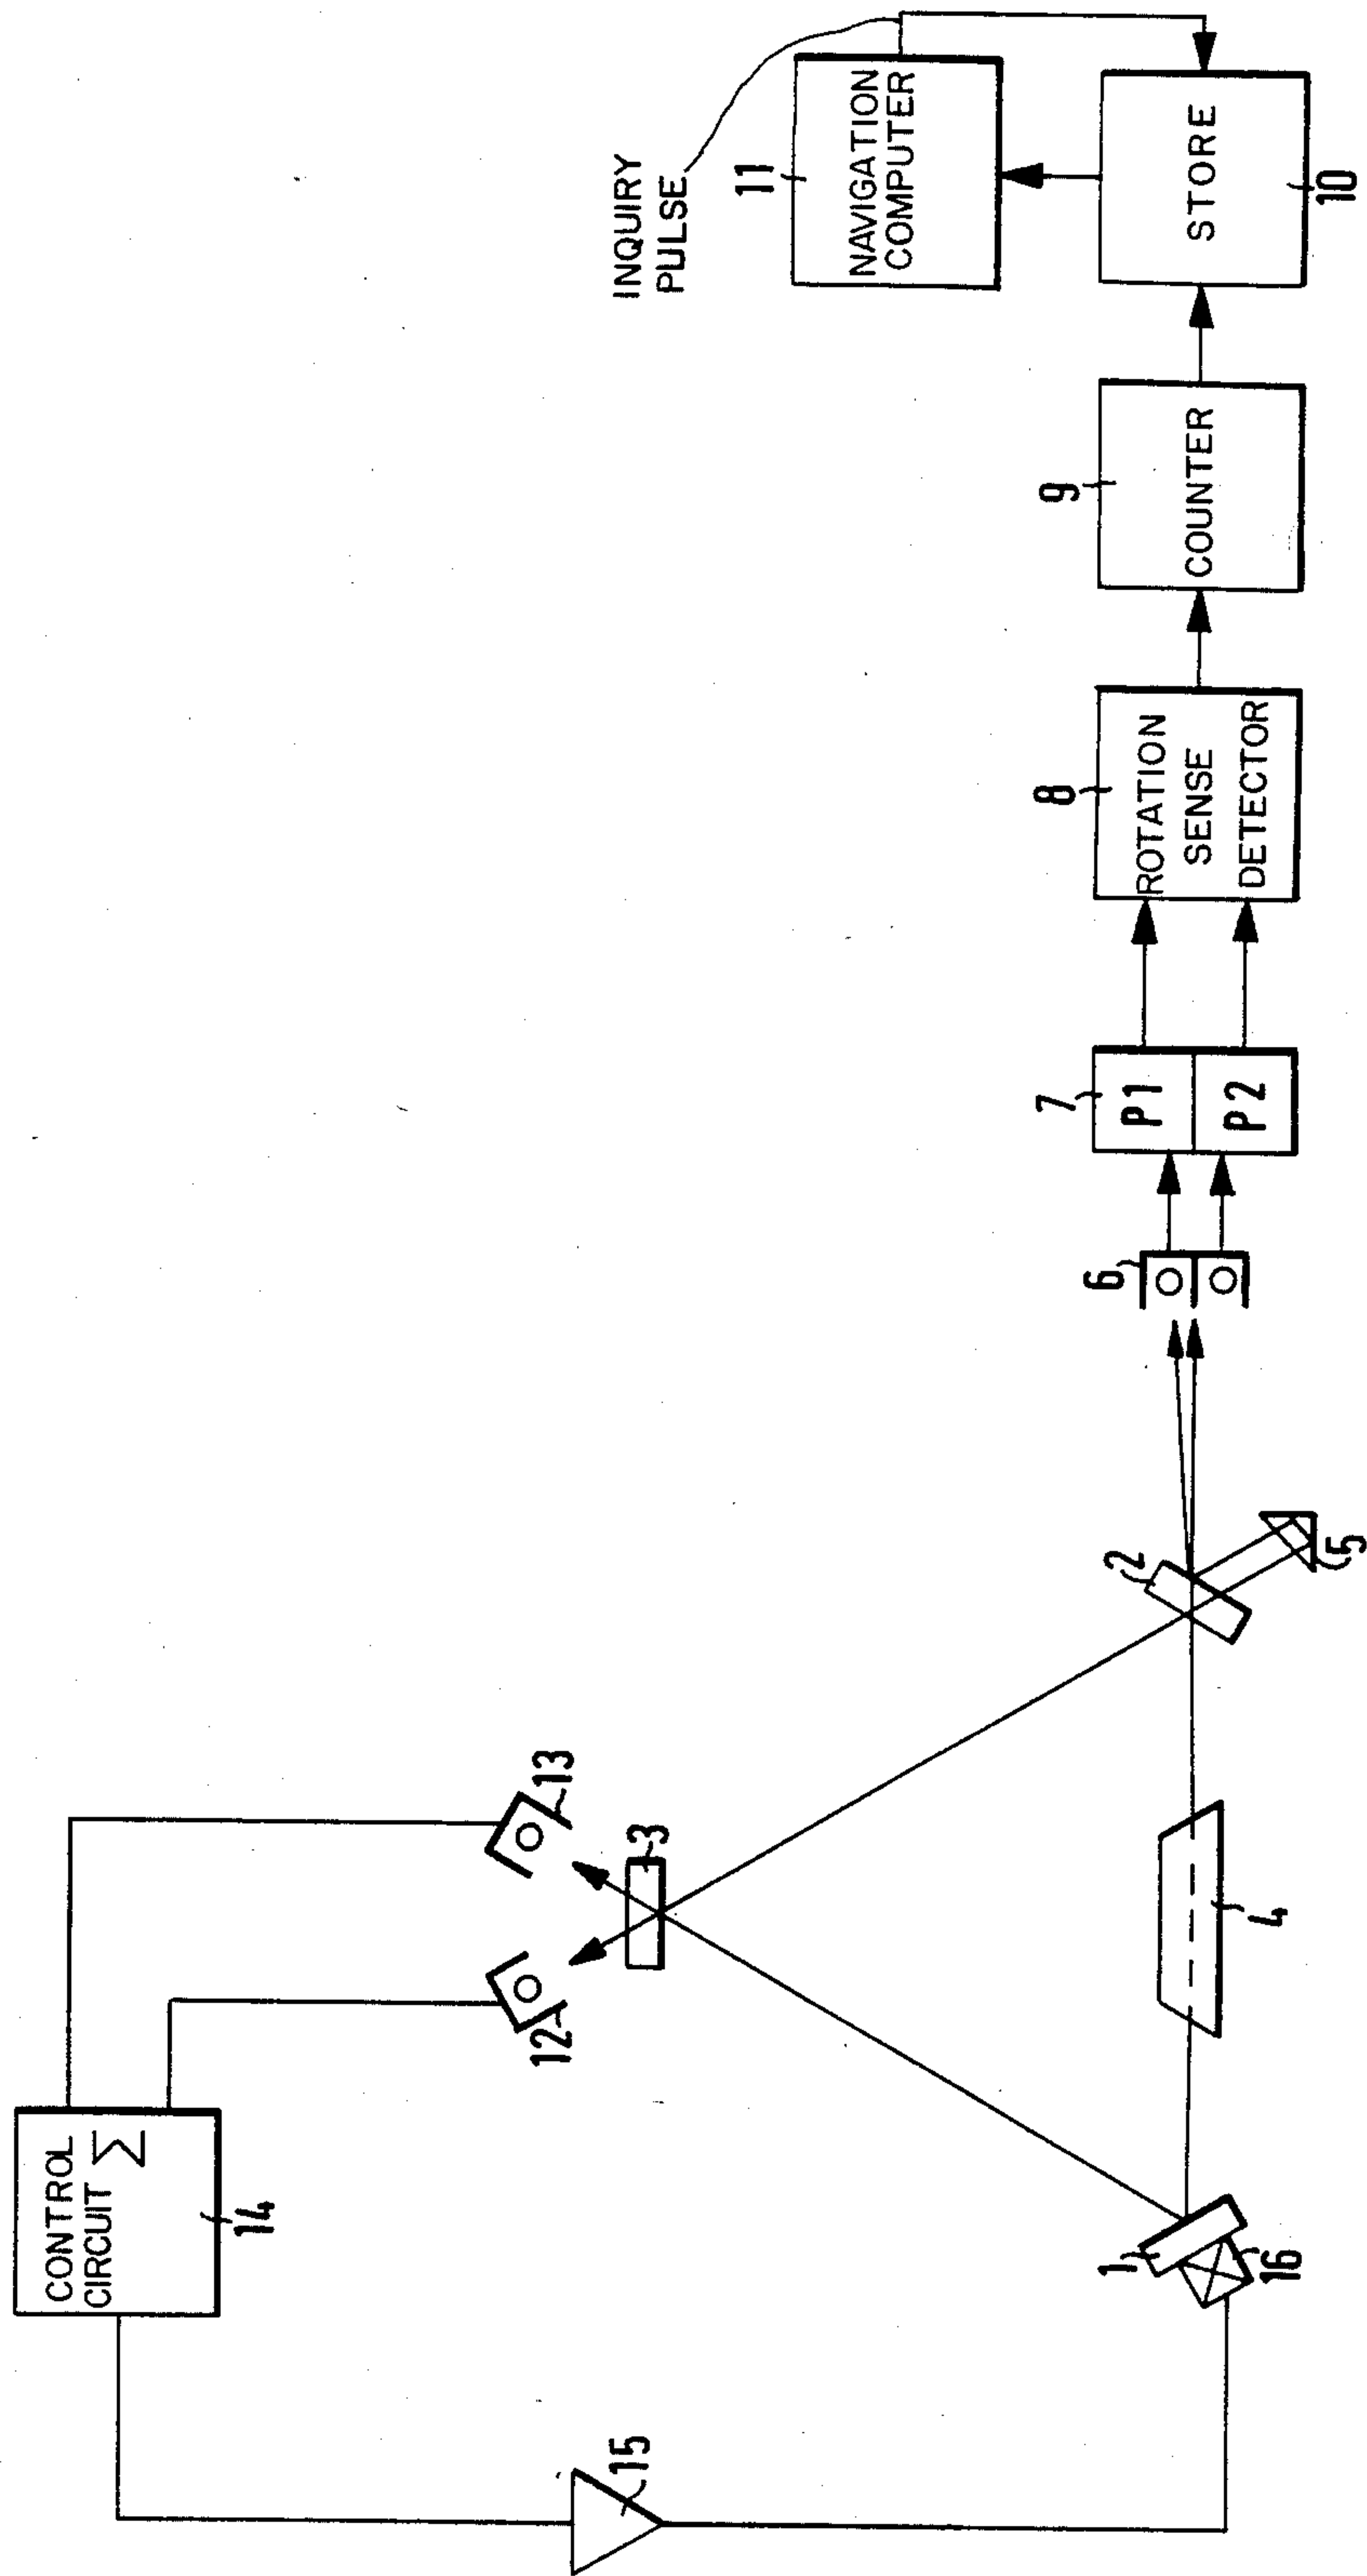 CONTROL
CIRCUIT Σ
14
15
12
13
3
1
16
4
2
5
6
7
P1
P2
8
ROTATION
SENSE
DETECTOR
9
COUNTER
10
STORE
11
NAVIGATION
COMPUTER
INQUIRY
PULSE